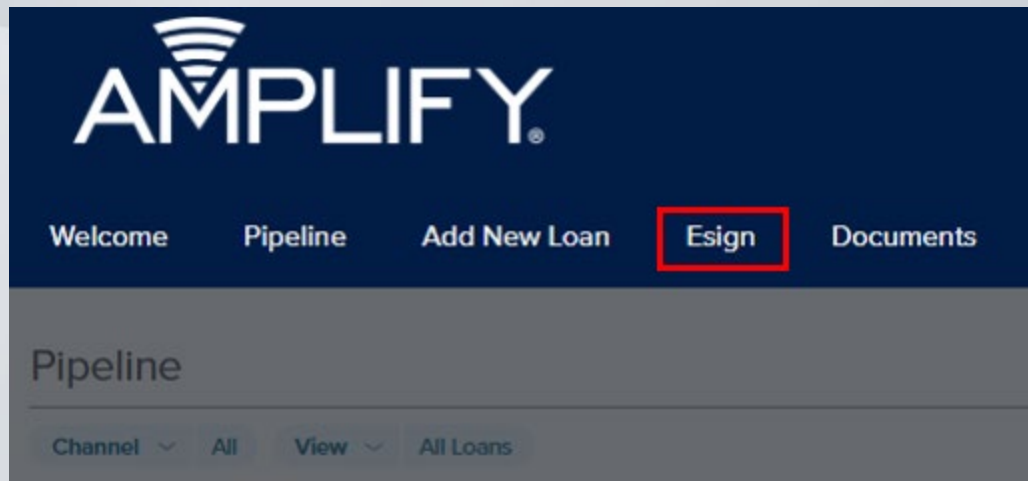 AMPLIFY®
Welcome Pipeline Add New Loan Esign Documents
Pipeline
Channel All View All Loans